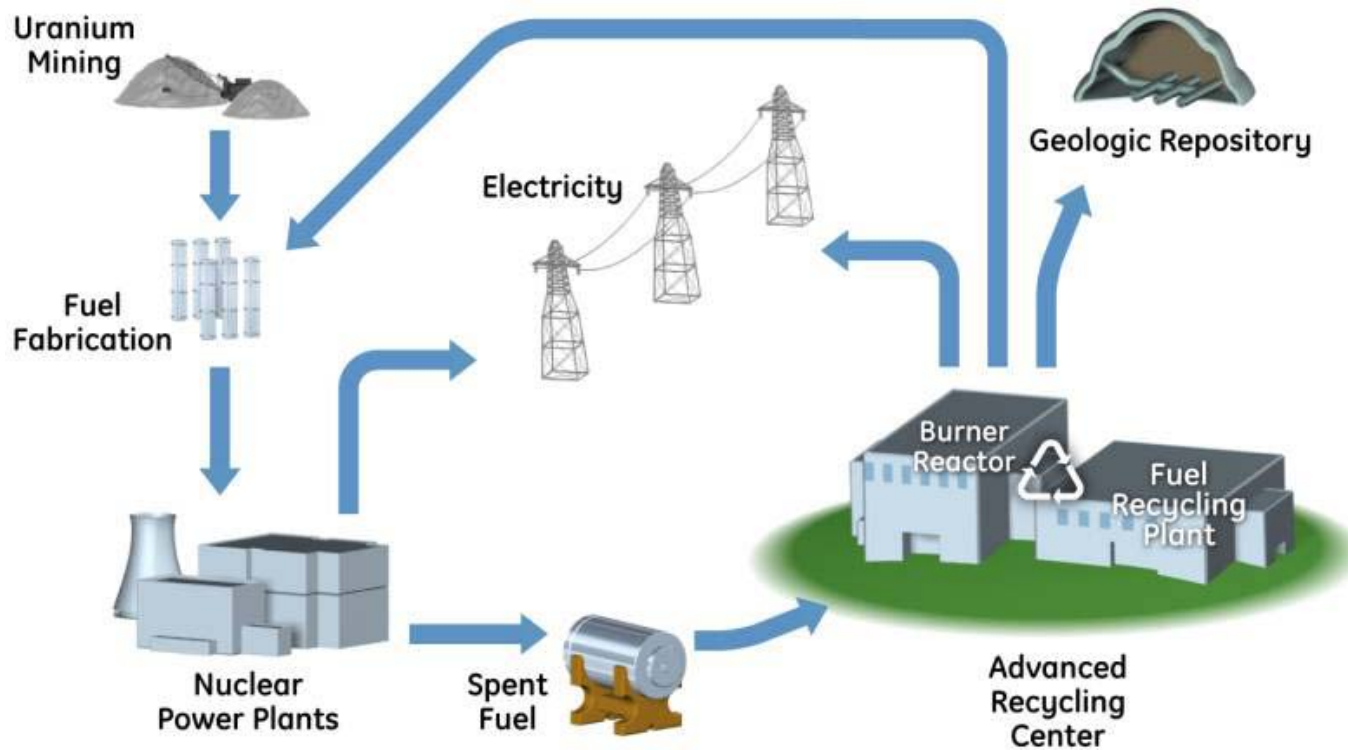 Uranium
Mining
Geologic Repository
Electricity
Fuel
Fabrication
Burner
Reactor
Fuel
Recycling
Plant
Nuclear
Power Plants
Spent
Fuel
Advanced
Recycling
Center